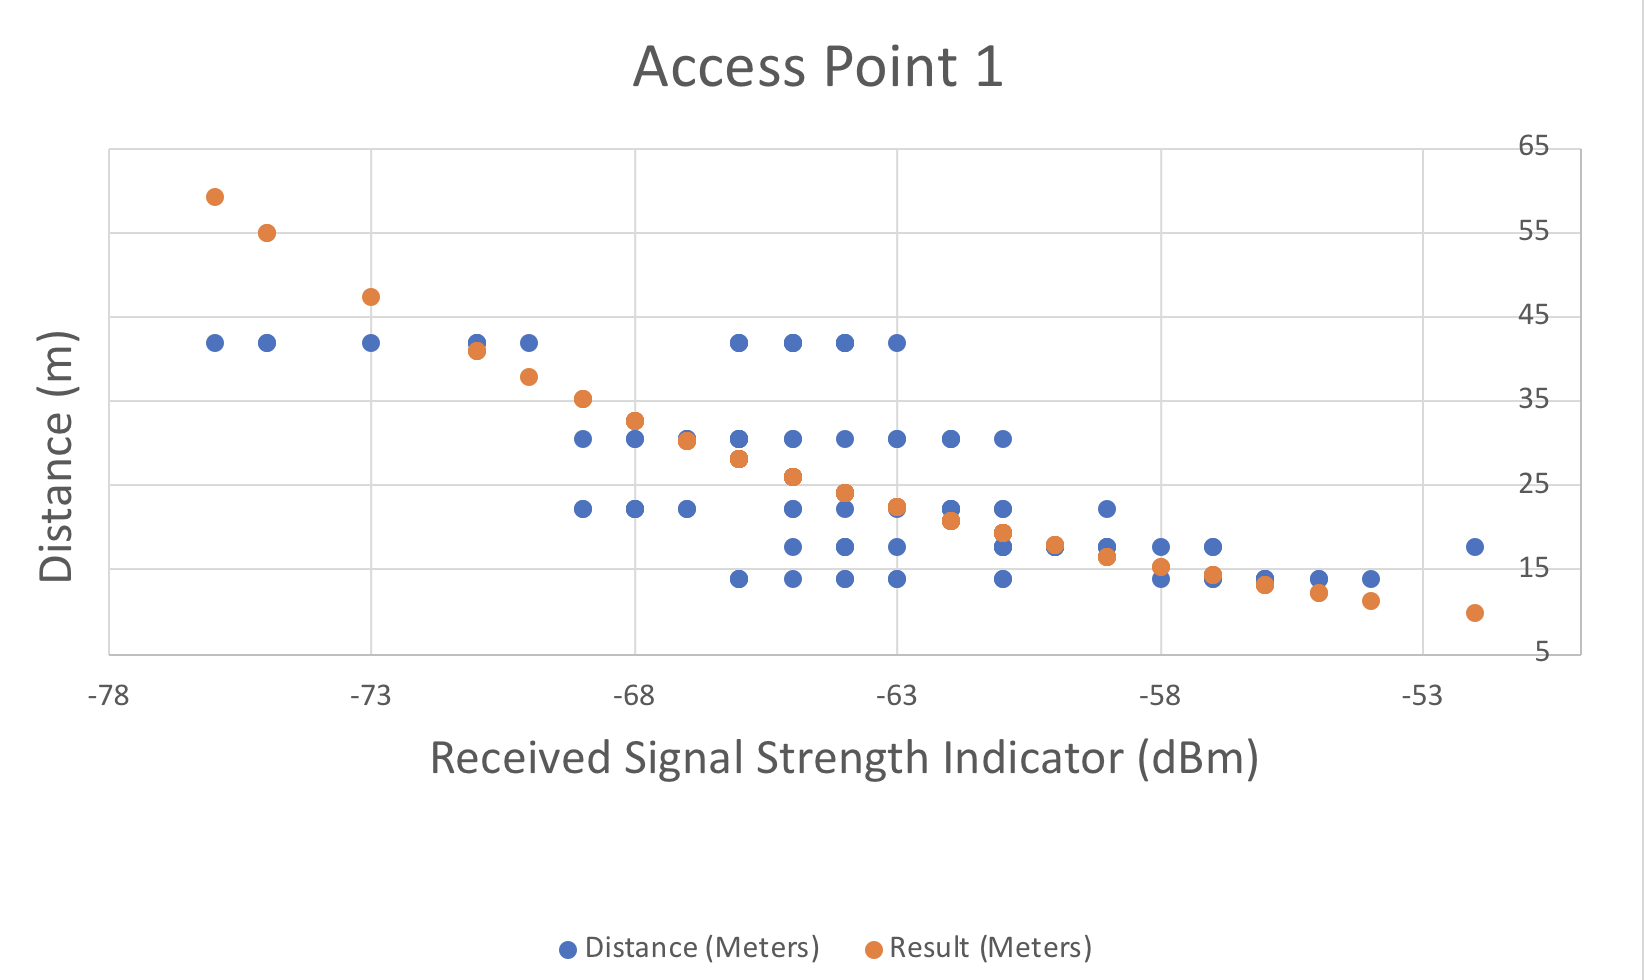 Access Point 1
65
55
45
35
25
15
5
Distance (m)
-78 -73 -68 -63 -58 -53
Received Signal Strength Indicator (dBm)
Distance (Meters) Result (Meters)